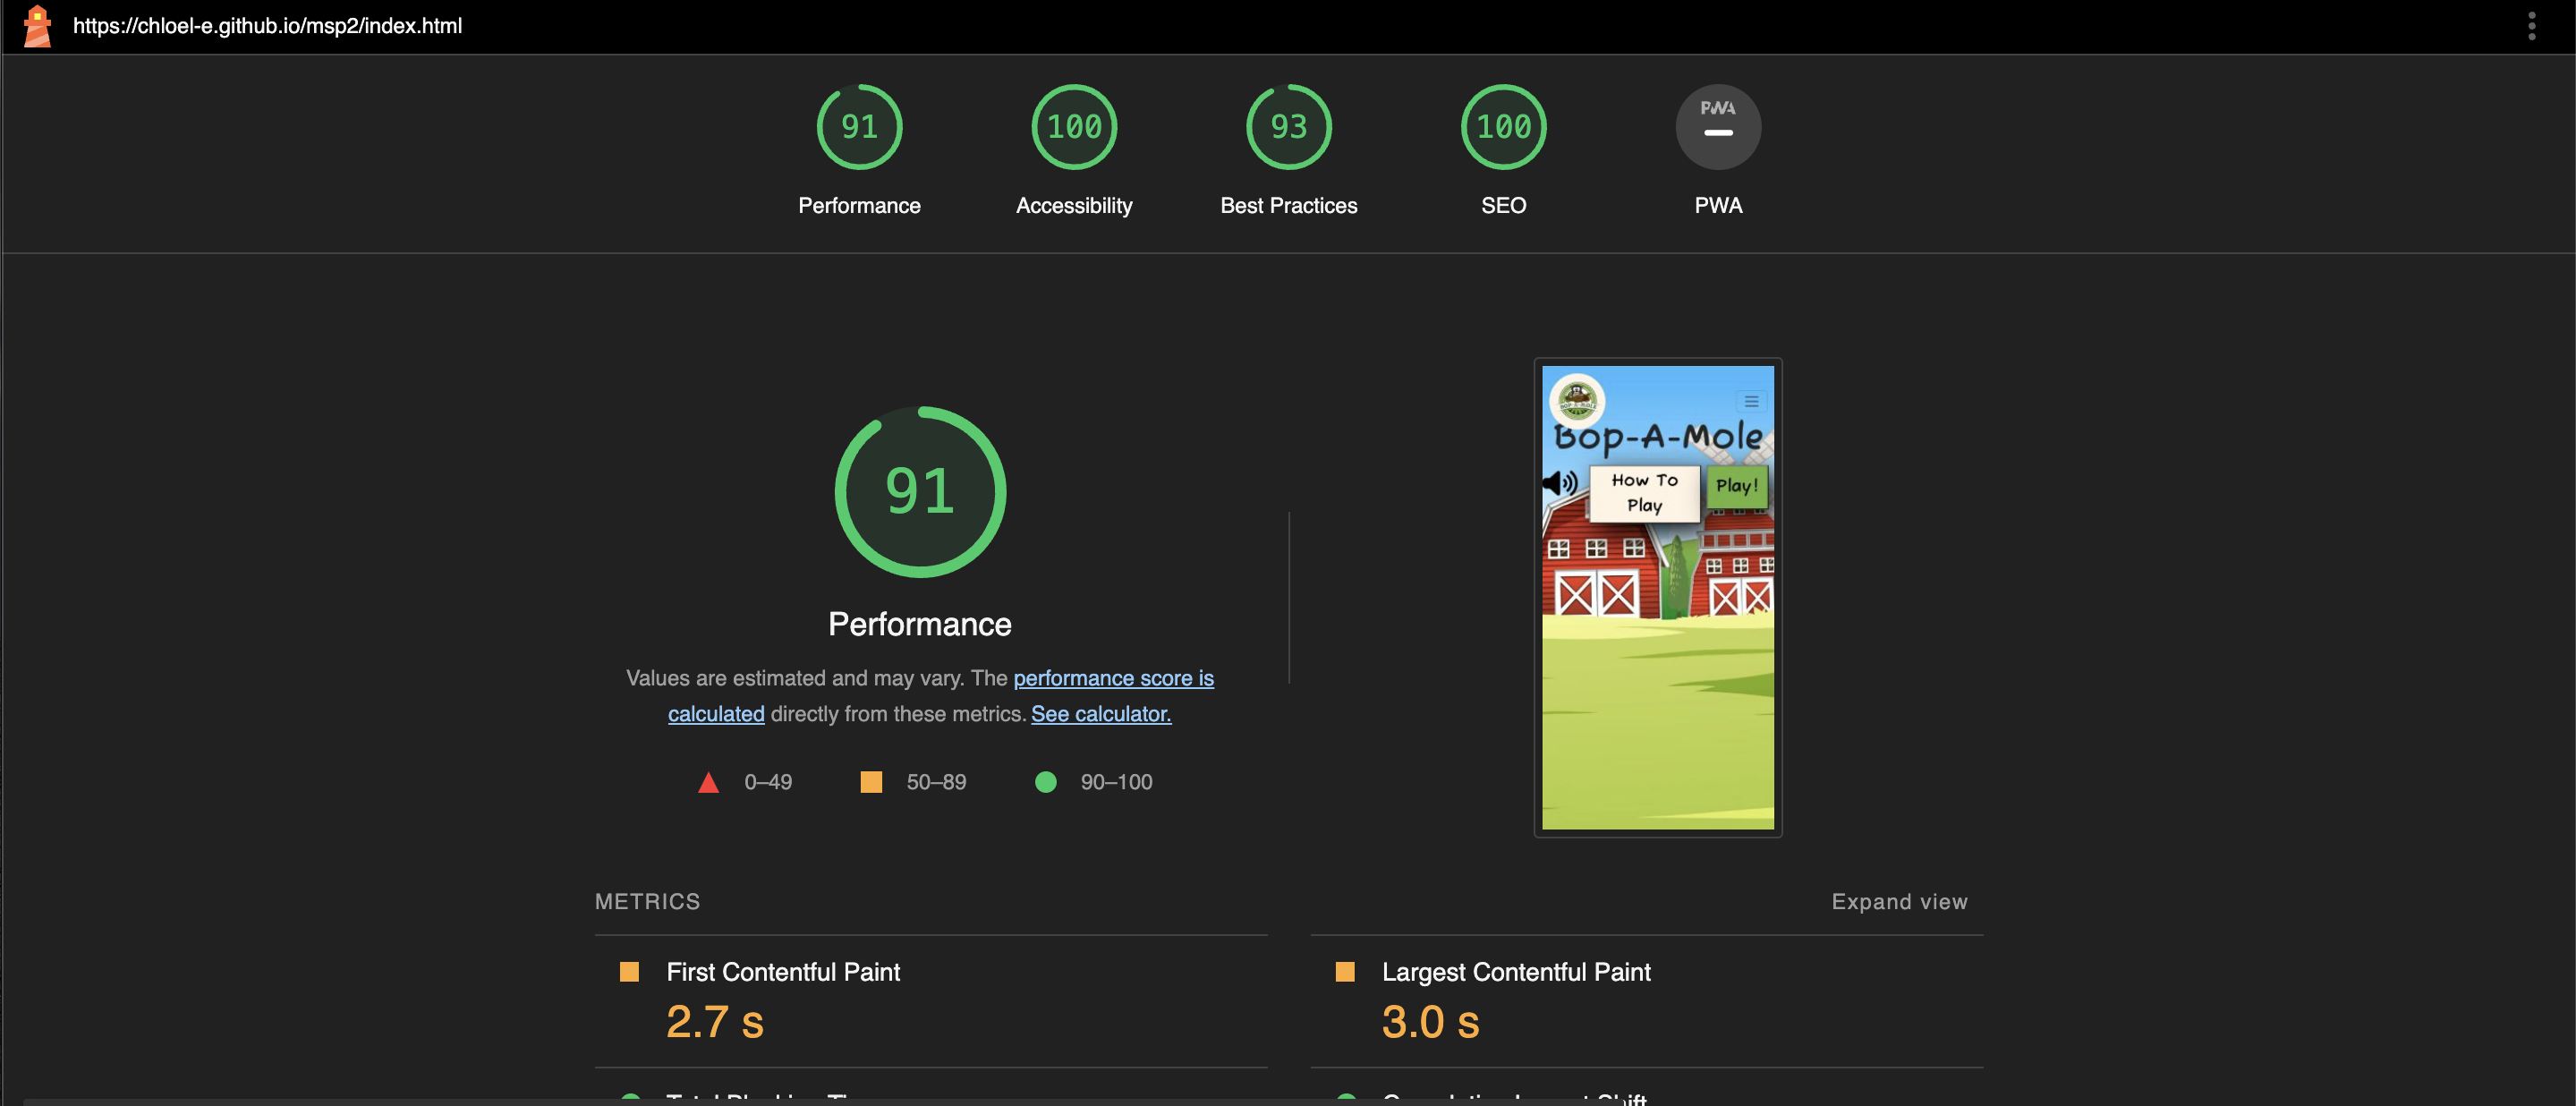 https://chloel-e.github.io/msp2/index.html
91
100
93
100
PWA
Performance
Accessibility
Best Practices
SEO
PWA
91
Performance
Values are estimated and may vary. The performance score is
calculated directly from these metrics. See calculator.
0–49
50–89
90–100
BOP-A-MOLE
Bop-A-Mole
How To
Play
Play!
METRICS
Expand view
First Contentful Paint
2.7 s
Largest Contentful Paint
3.0 s